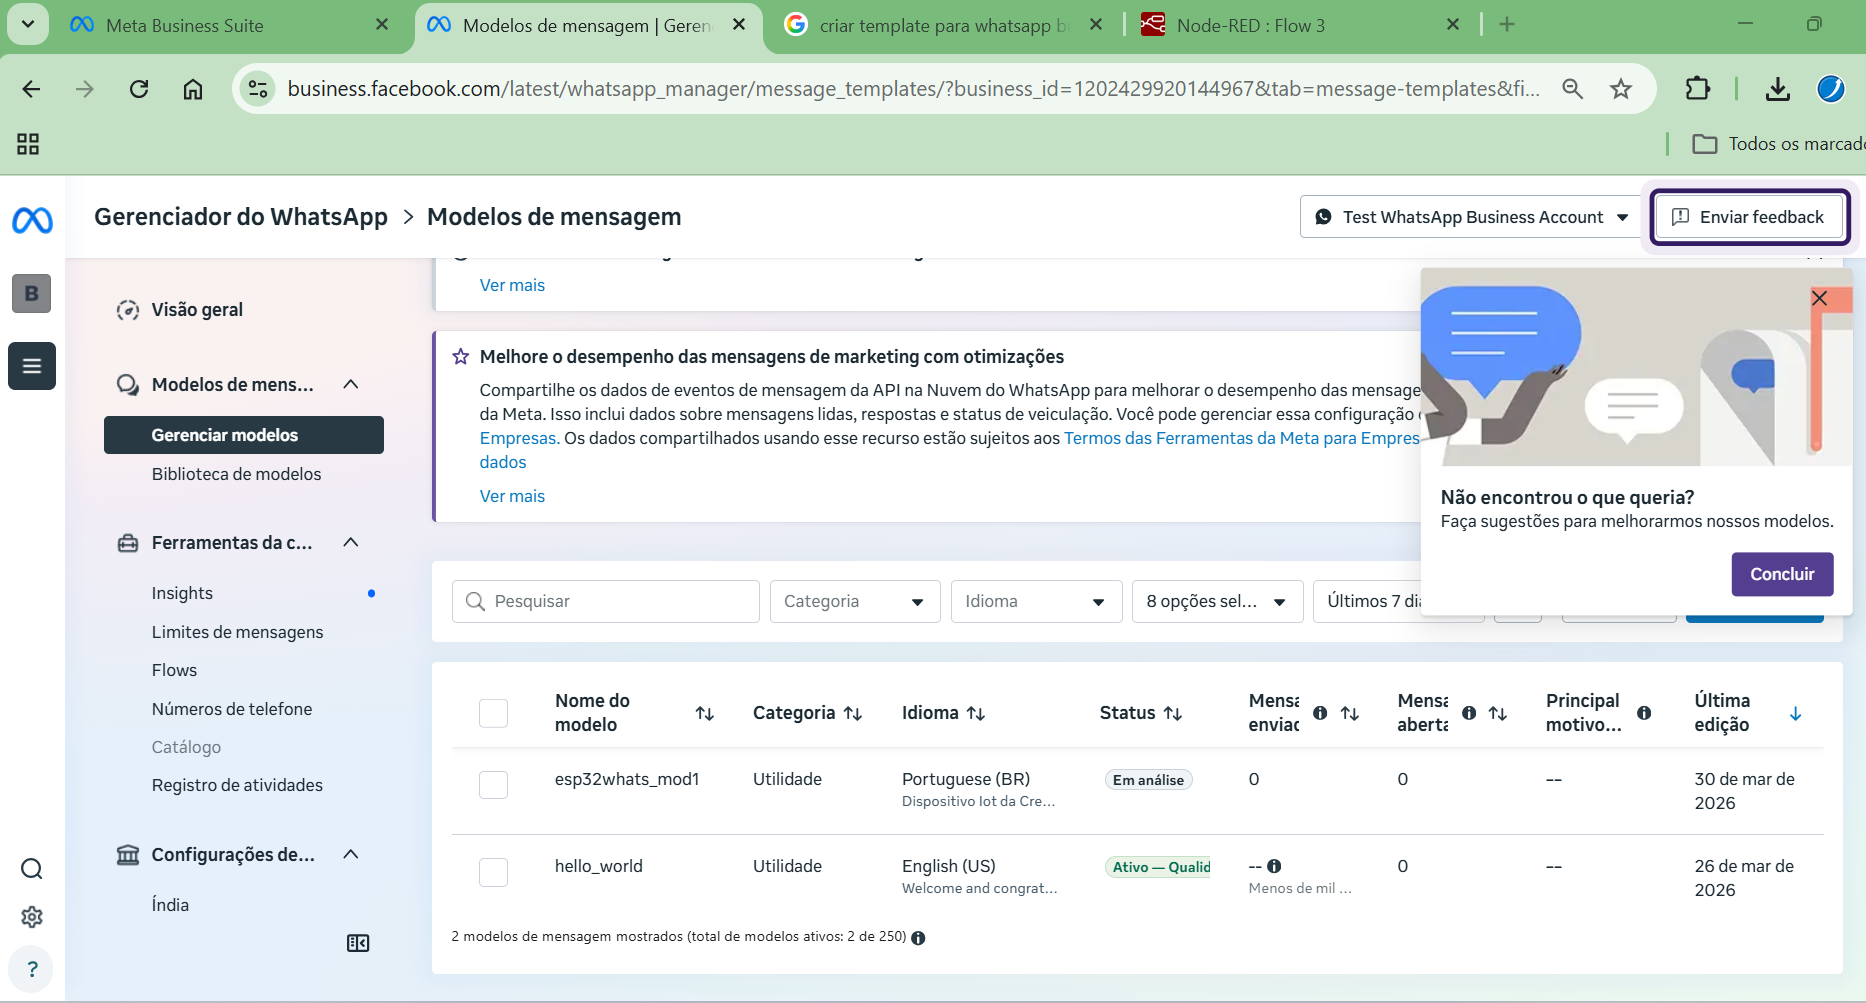 Meta Business Suite
Modelos de mensagem | Geren
criar template para whatsapp b
Node-RED : Flow 3
business.facebook.com/latest/whatsapp_manager/message_templates/?business_id=1202429920144967&tab=message-templates&fi...
Todos os marcad
Gerenciador do WhatsApp > Modelos de mensagem
Test WhatsApp Business Account
Enviar feedback
B
Visão geral
Modelos de mens...
Gerenciar modelos
Biblioteca de modelos
Ferramentas da c...
Insights
Limites de mensagens
Flows
Números de telefone
Catálogo
Registro de atividades
Configurações de...
Índia
?
Ver mais
Melhore o desempenho das mensagens de marketing com otimizações
Compartilhe os dados de eventos de mensagem da API na Nuvem do WhatsApp para melhorar o desempenho das mensage
da Meta. Isso inclui dados sobre mensagens lidas, respostas e status de veiculação. Você pode gerenciar essa configuração
Empresas. Os dados compartilhados usando esse recurso estão sujeitos aos Termos das Ferramentas da Meta para Empres
dados
Ver mais
Não encontrou o que queria?
Faça sugestões para melhorarmos nossos modelos.
Concluir
Pesquisar
Categoria
Idioma
8 opções sel...
Últimos 7 di
Nome do modelo
Categoria
Idioma
Status
Mensa enviad
Mensa aberta
Principal motivo...
Última edição
esp32whats_mod1
Utilidade
Portuguese (BR)
Dispositivo Iot da Cre...
Em análise
0
0
--
30 de mar de 2026
hello_world
Utilidade
English (US)
Welcome and congrat...
Ativo — Qualid
--
Menos de mil ...
0
--
26 de mar de 2026
2 modelos de mensagem mostrados (total de modelos ativos: 2 de 250)